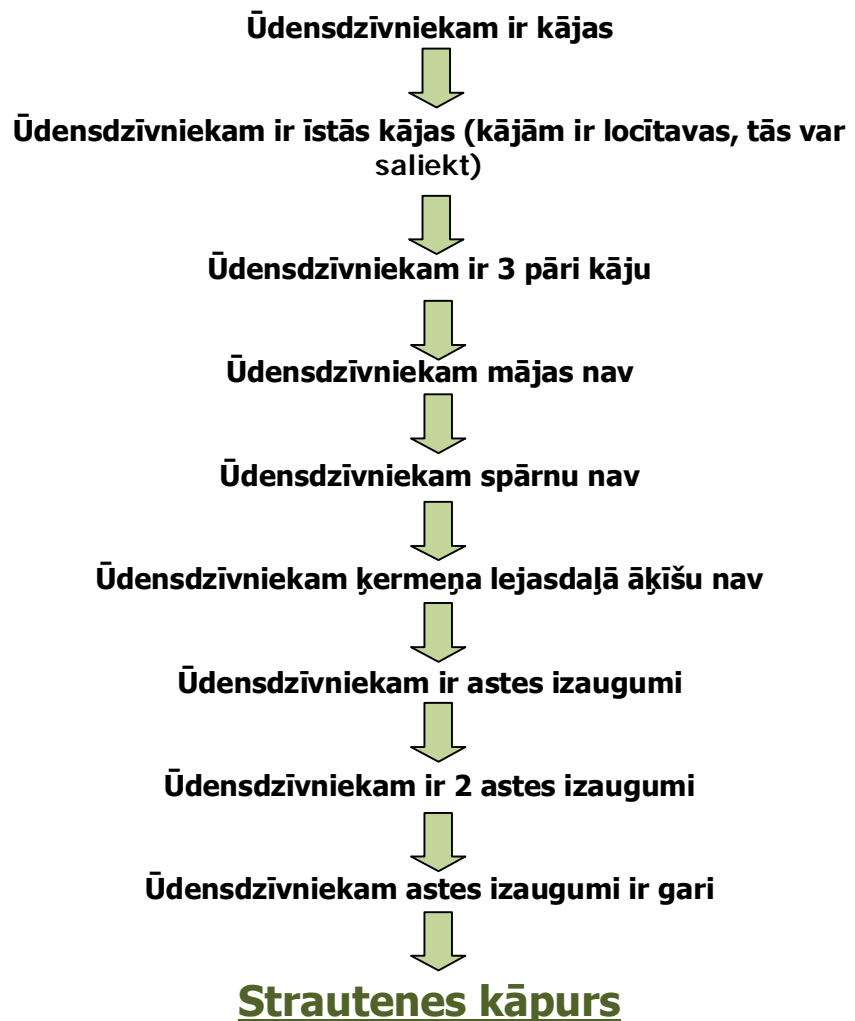 Ūdensdzīvniekam ir kājas
Ūdensdzīvniekam ir īstās kājas (kājām ir locītavas, tās var
saliekt)
Ūdensdzīvniekam ir 3 pāri kāju
Ūdensdzīvniekam mājas nav
Ūdensdzīvniekam spārnu nav
Ūdensdzīvniekam ķermeņa lejasdaļā āķīšu nav
Ūdensdzīvniekam ir astes izaugumi
Ūdensdzīvniekam ir 2 astes izaugumi
Ūdensdzīvniekam astes izaugumi ir gari
Strautenes kāpurs